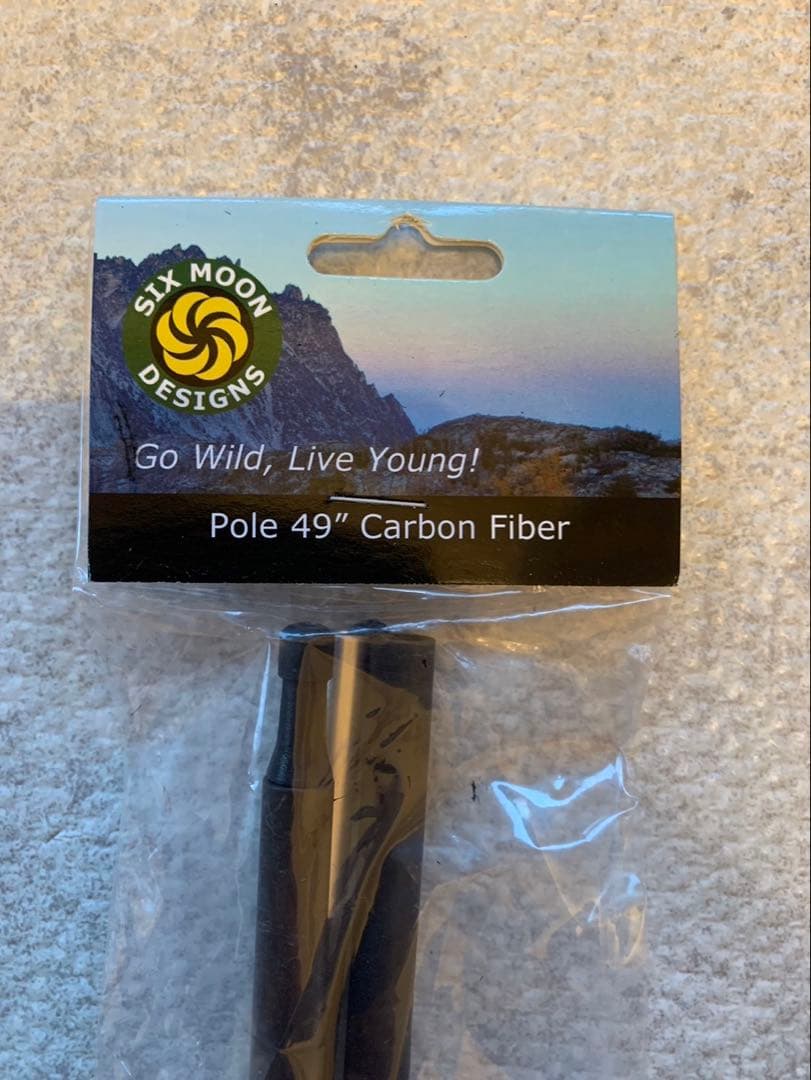 SIX MOON
DESIGNS
Go Wild, Live Young!
Pole 49” Carbon Fiber